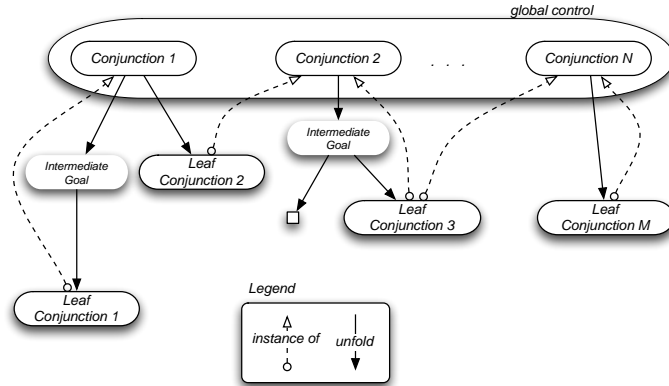 global control
Conjunction 1
Conjunction 2
. . .
Conjunction N
Intermediate
Goal
Leaf
Conjunction 2
Intermediate
Goal
Leaf
Conjunction 3
Leaf
Conjunction M
Leaf
Conjunction 1
Legend
instance of
unfold